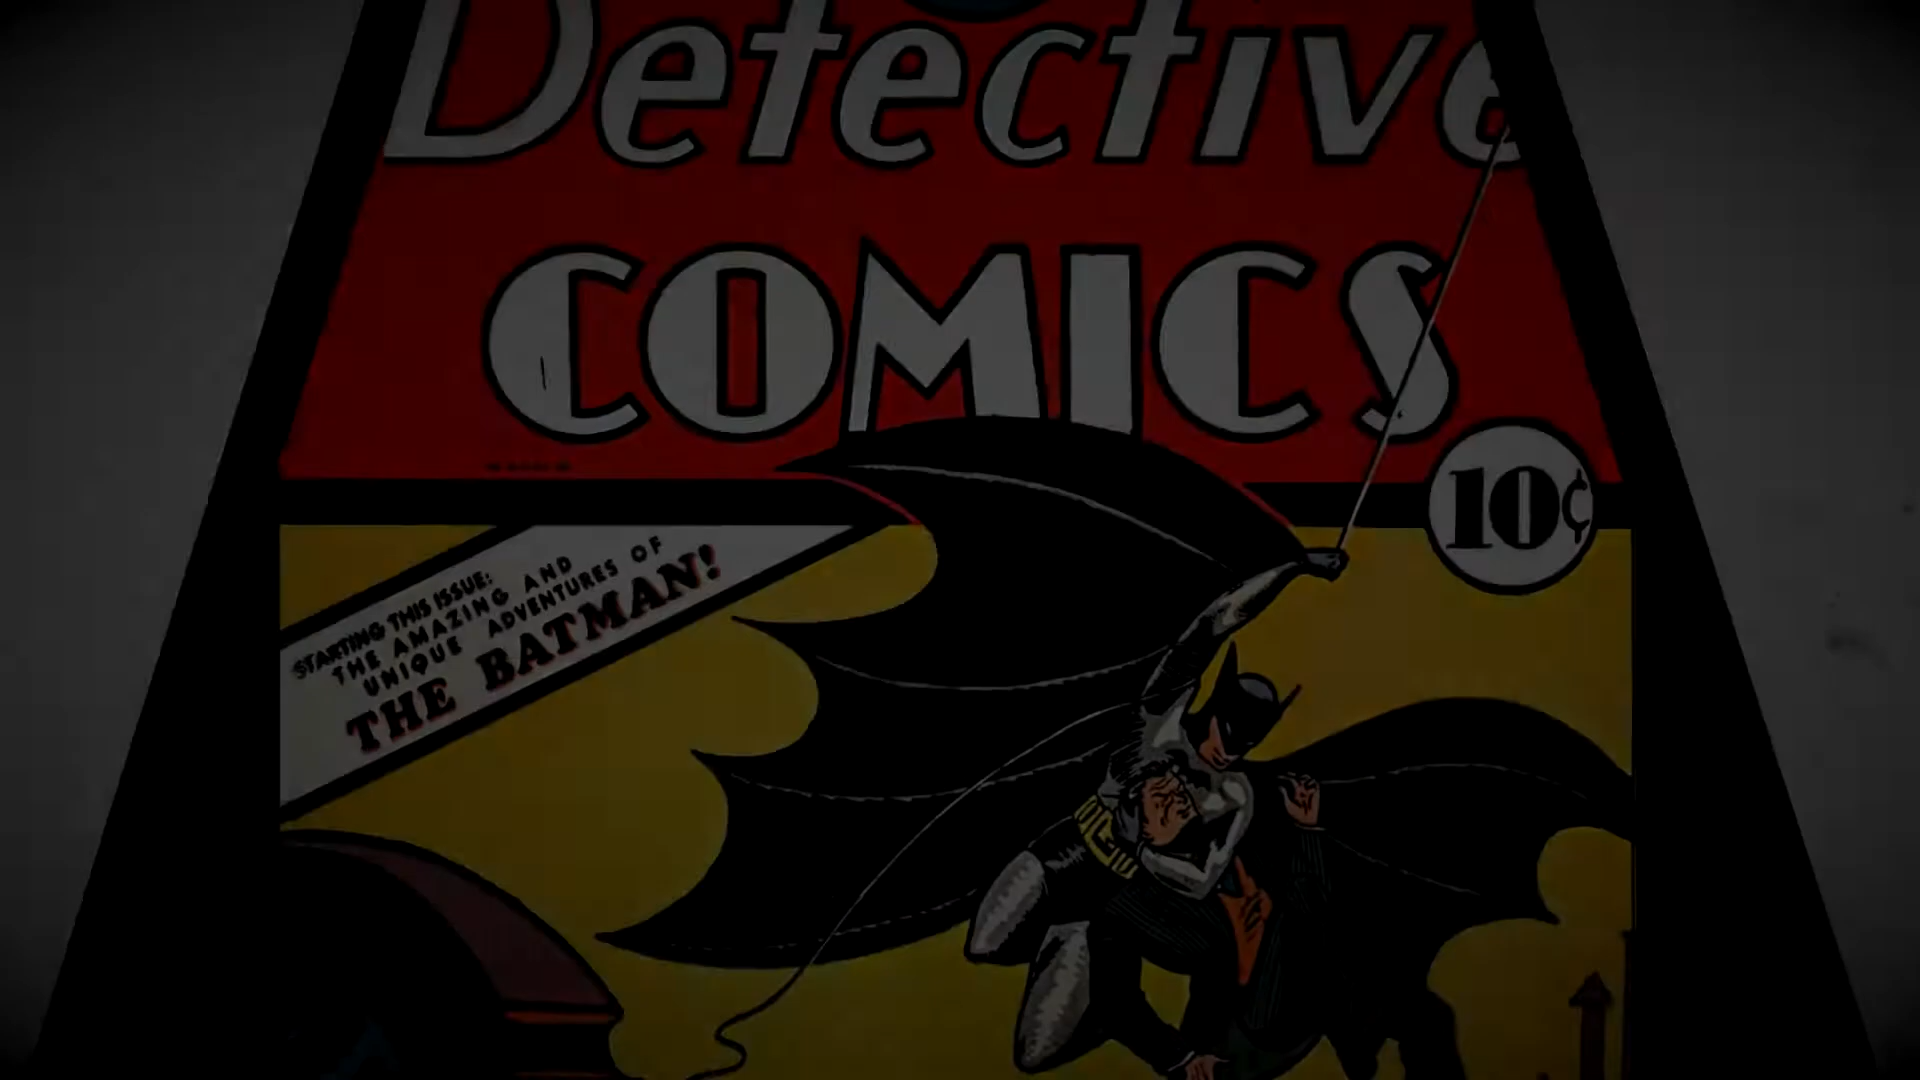 Detective
COMICS
10¢
STARTING THIS ISSUE:
THE AMAZING AND
UNIQUE ADVENTURES OF
THE BATMAN!